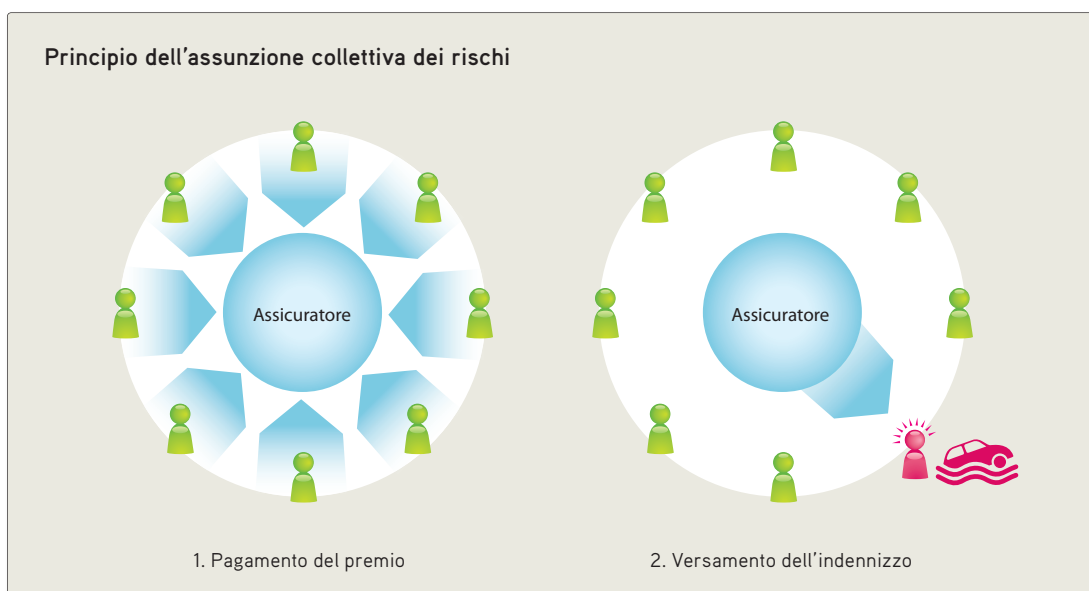 Principio dell'assunzione collettiva dei rischi
Assicuratore
Assicuratore
1. Pagamento del premio
2. Versamento dell'indennizzo